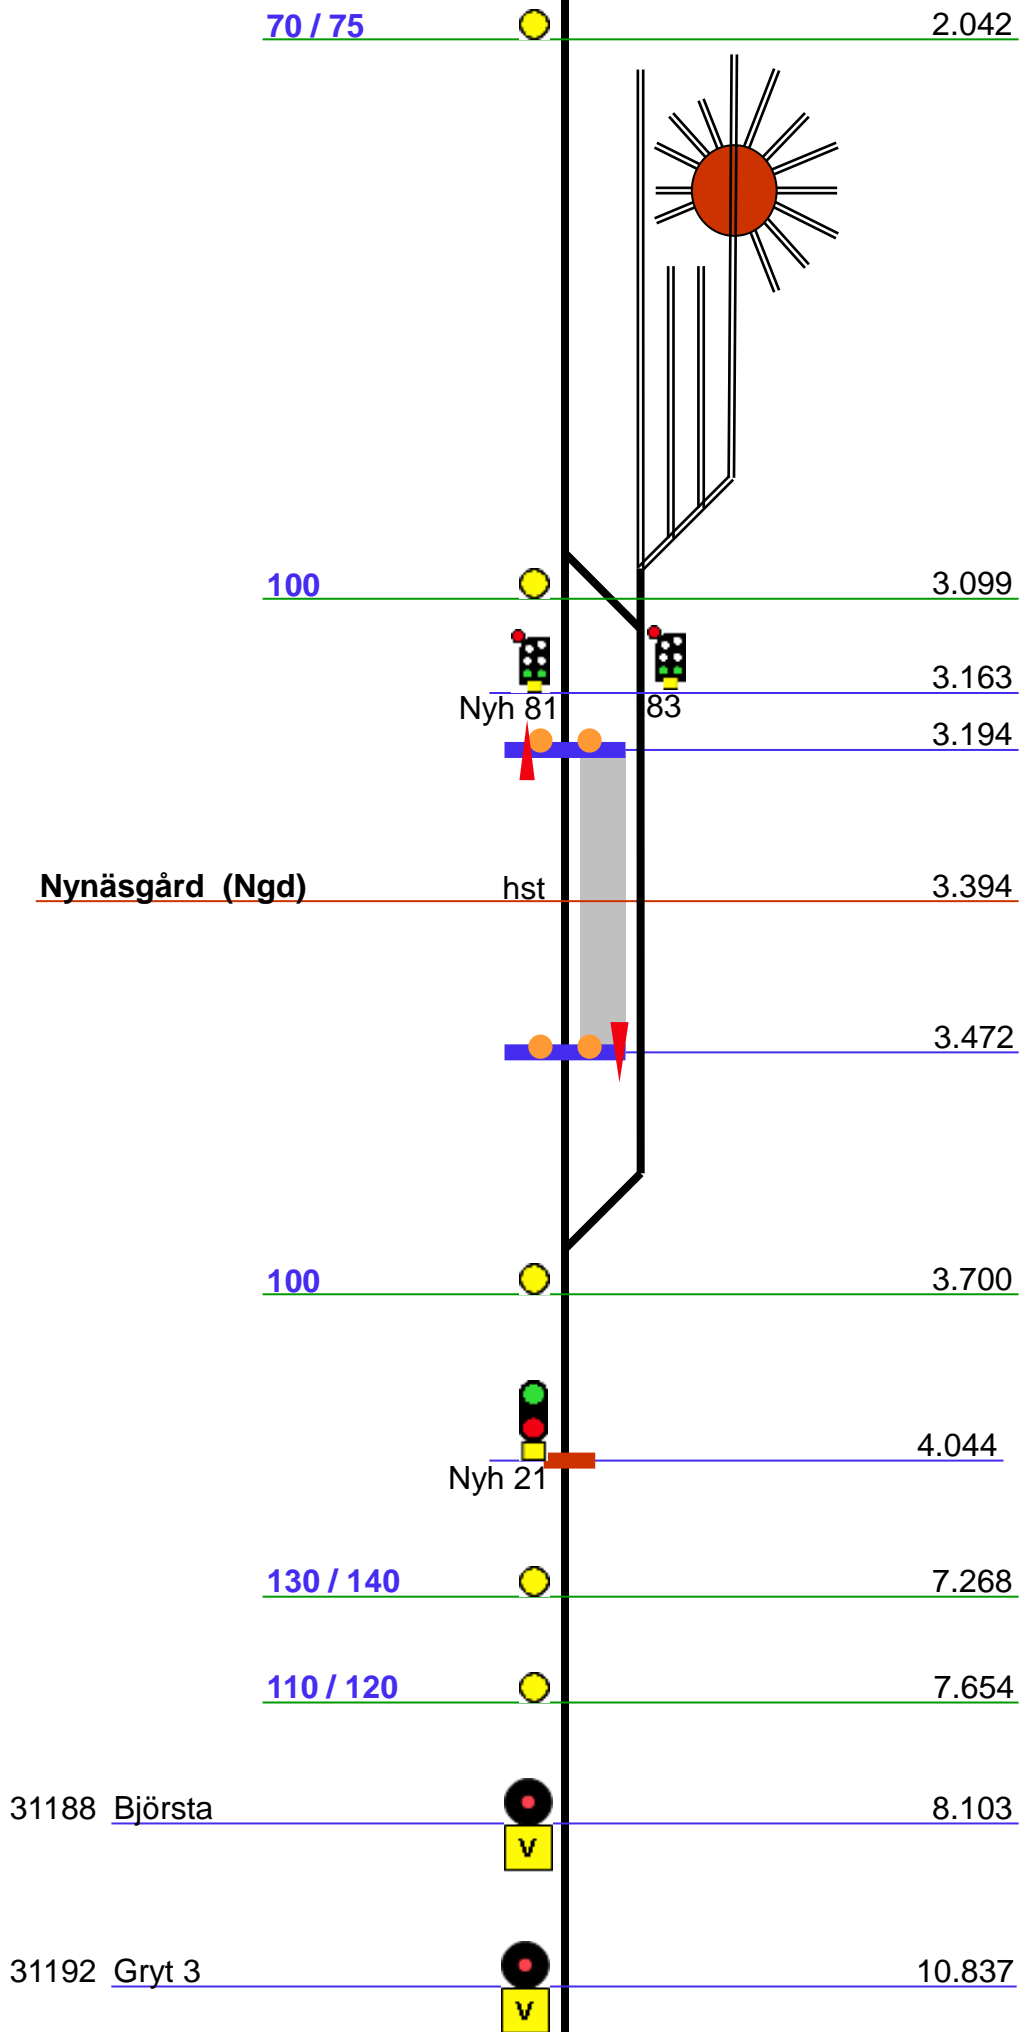 70 / 75 2.042
100 3.099
3.163
Nyh 81 83
3.194
Nynäsgård (Ngd) hst 3.394
3.472
100 3.700
4.044
Nyh 21
130 / 140 7.268
110 / 120 7.654
31188 Björsta 8.103
V
31192 Gryt 3 10.837
V